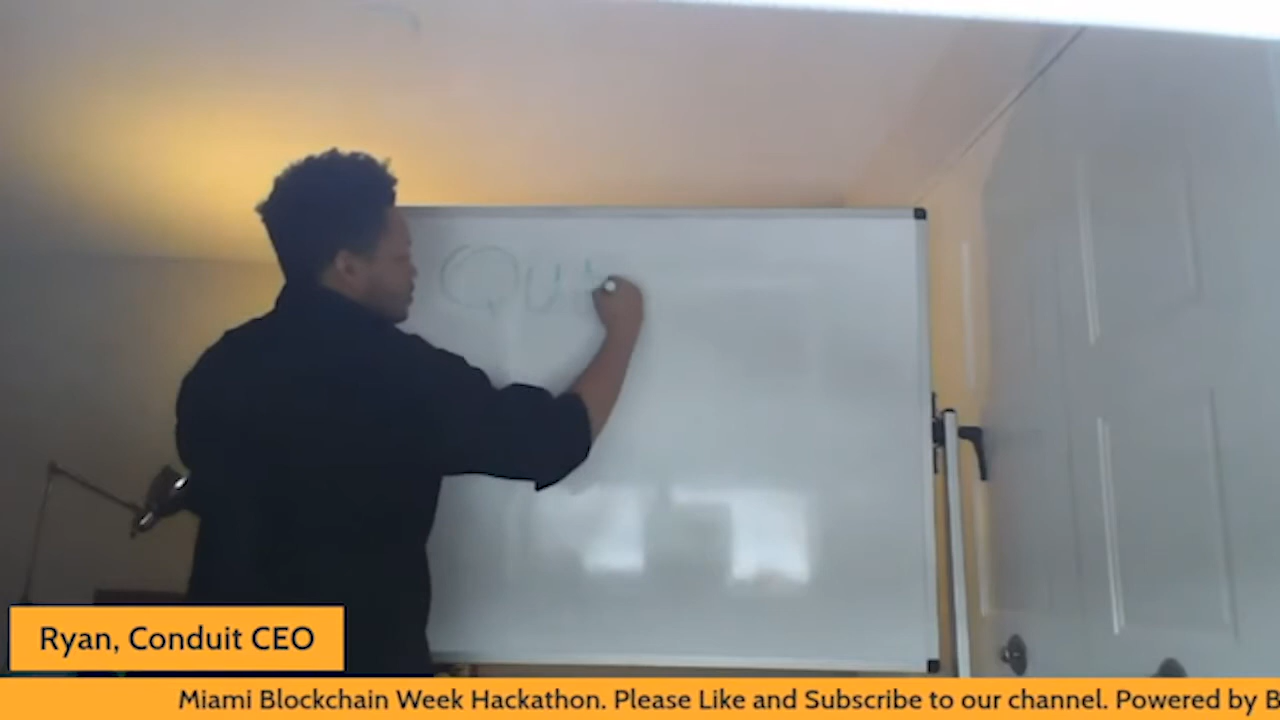 Qu
Ryan, Conduit CEO
Miami Blockchain Week Hackathon. Please Like and Subscribe to our channel. Powered by B